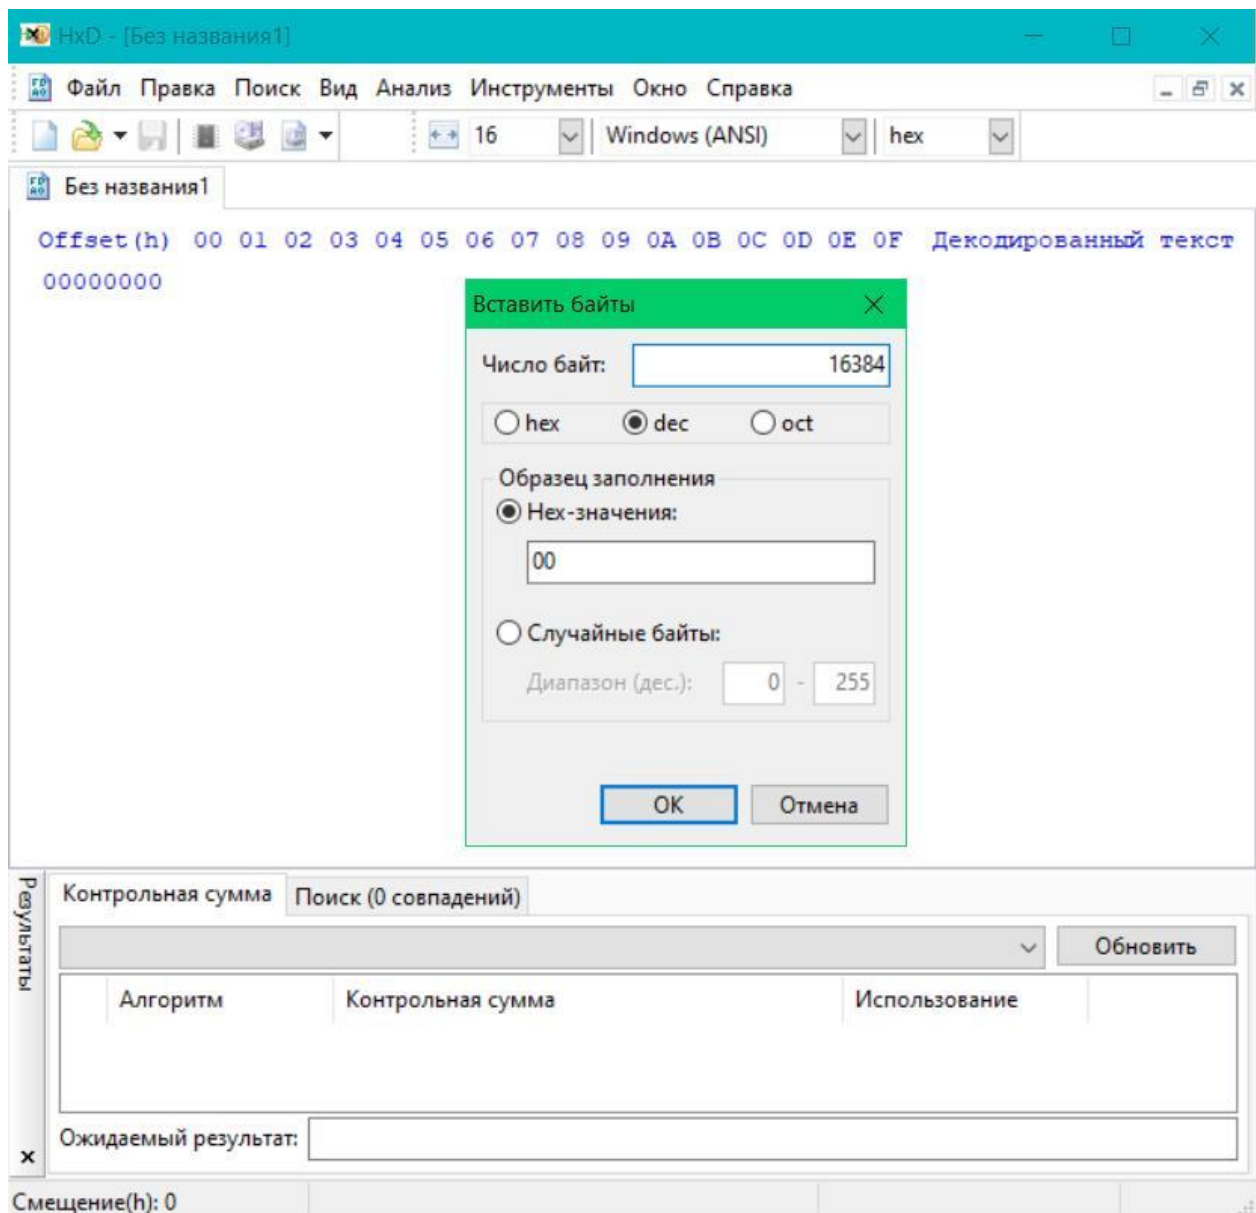 HxD - [Без названия1]
Файл Правка Поиск Вид Анализ Инструменты Окно Справка
16 Windows (ANSI) hex
Без названия1
Offset(h) 00 01 02 03 04 05 06 07 08 09 0A 0B 0C 0D 0E 0F Декодированный текст
00000000
Вставить байты
Число байт: 16384
hex dec oct
Образец заполнения
Hex-значения:
00
Случайные байты:
Диапазон (дес.): 0 - 255
OK Отмена
Результаты
Контрольная сумма Поиск (0 совпадений)
Обновить
Алгоритм Контрольная сумма Использование
Ожидаемый результат:
Смещение(h): 0